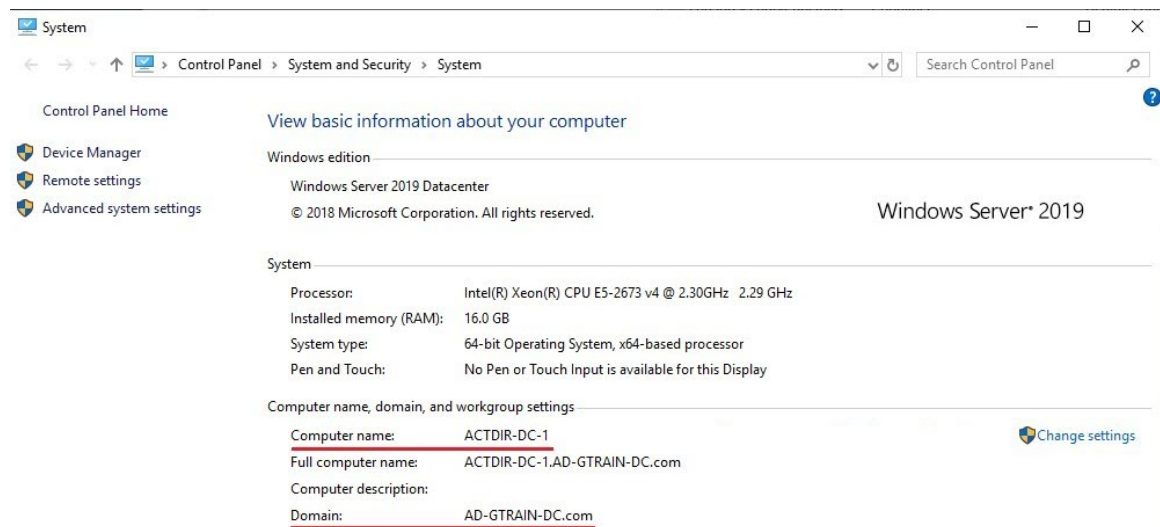 System
Control Panel > System and Security > System
Search Control Panel
Control Panel Home
Device Manager
Remote settings
Advanced system settings
?
View basic information about your computer
Windows edition
Windows Server 2019 Datacenter
© 2018 Microsoft Corporation. All rights reserved.
Windows Server® 2019
System
Processor: Intel(R) Xeon(R) CPU E5-2673 v4 @ 2.30GHz 2.29 GHz
Installed memory (RAM): 16.0 GB
System type: 64-bit Operating System, x64-based processor
Pen and Touch: No Pen or Touch Input is available for this Display
Computer name, domain, and workgroup settings
Computer name: ACTDIR-DC-1
Change settings
Full computer name: ACTDIR-DC-1.AD-GTRAIN-DC.com
Computer description:
Domain: AD-GTRAIN-DC.com